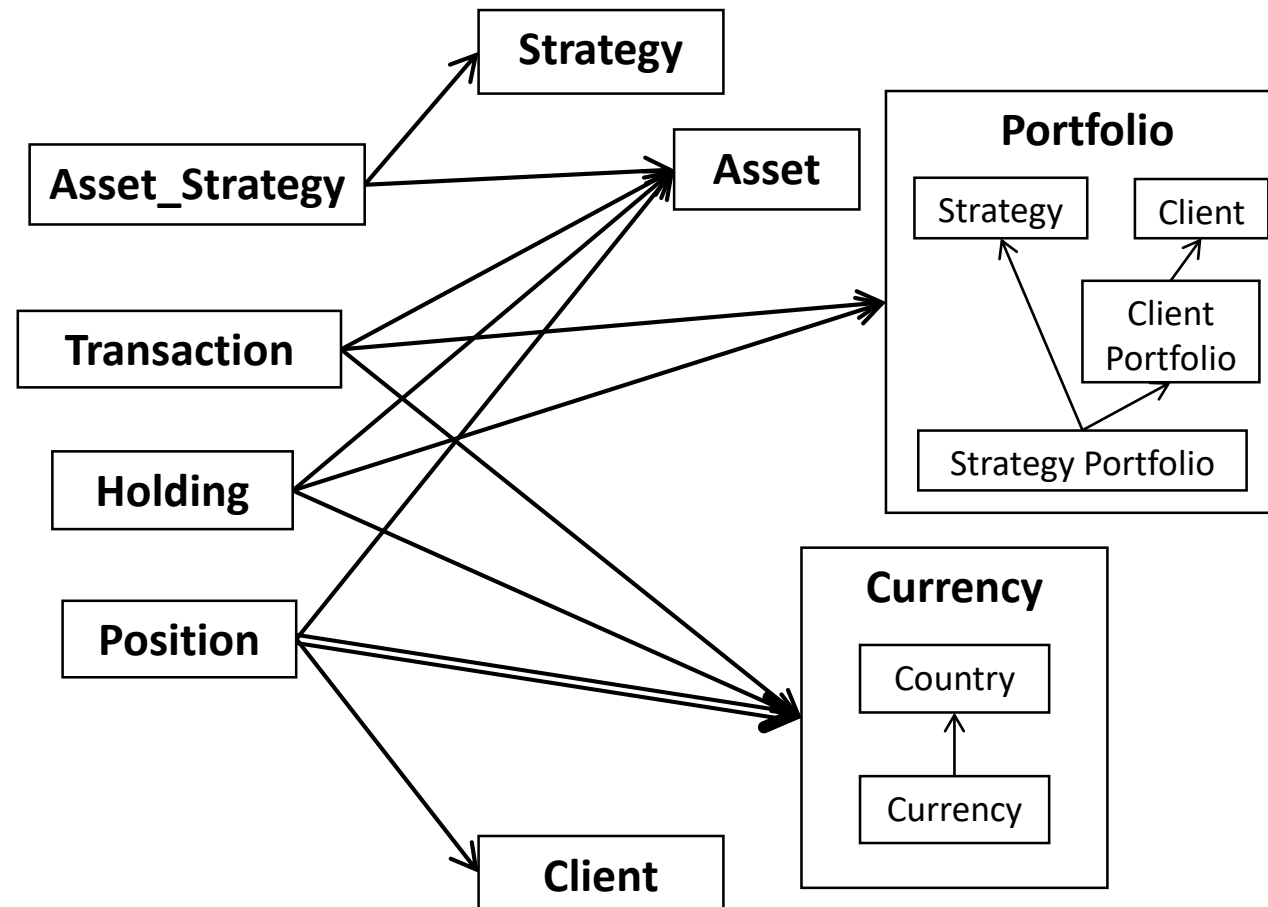 Strategy
Asset_Strategy
Asset
Transaction
Holding
Position
Client
Portfolio
Strategy
Client
Client
Portfolio
Strategy Portfolio
Currency
Country
Currency